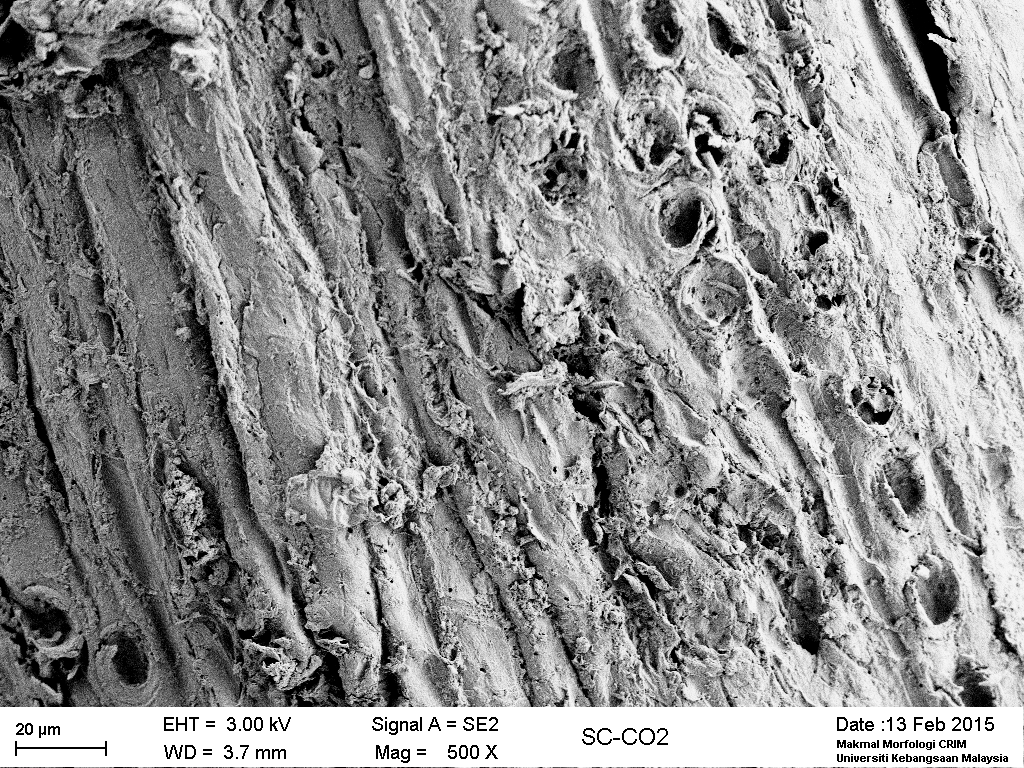 20 µm
EHT = 3.00 kV
WD = 3.7 mm
Signal A = SE2
Mag = 500 X
SC-CO2
Date :13 Feb 2015
Makmal Morfologi CRIM
Universiti Kebangsaan Malaysia